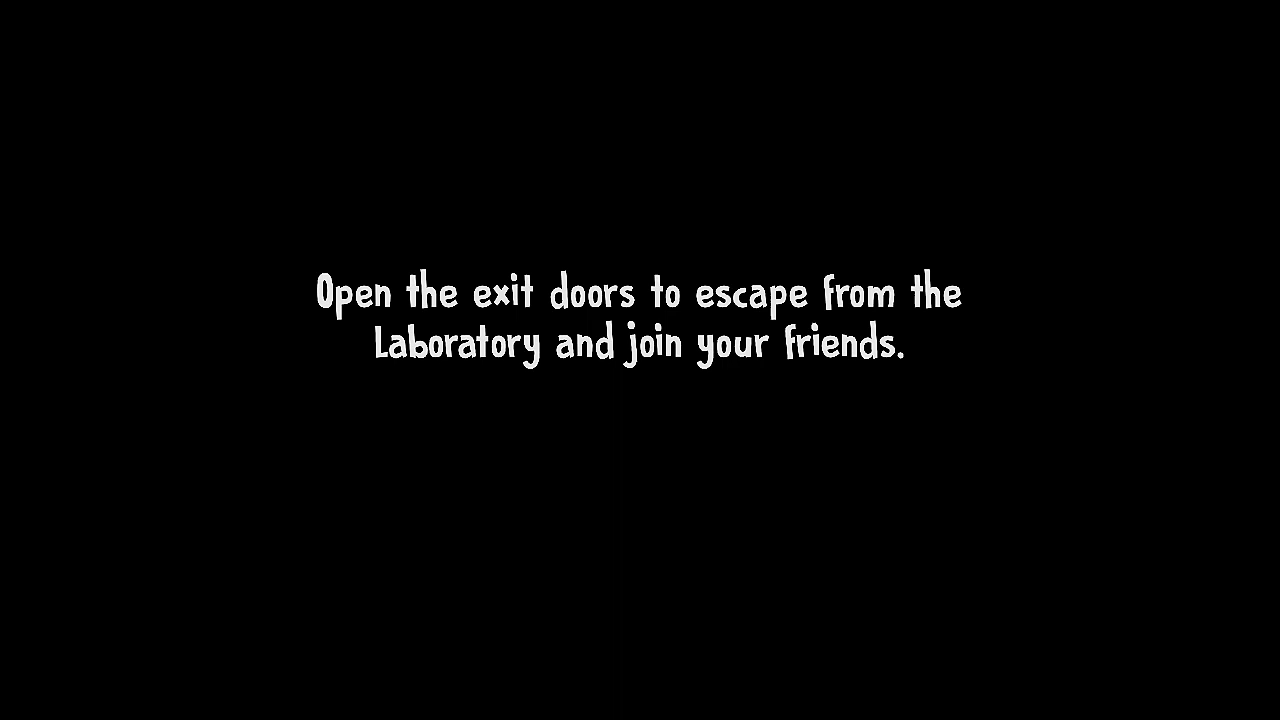 Open the exit doors to escape from the
Laboratory and join your friends.